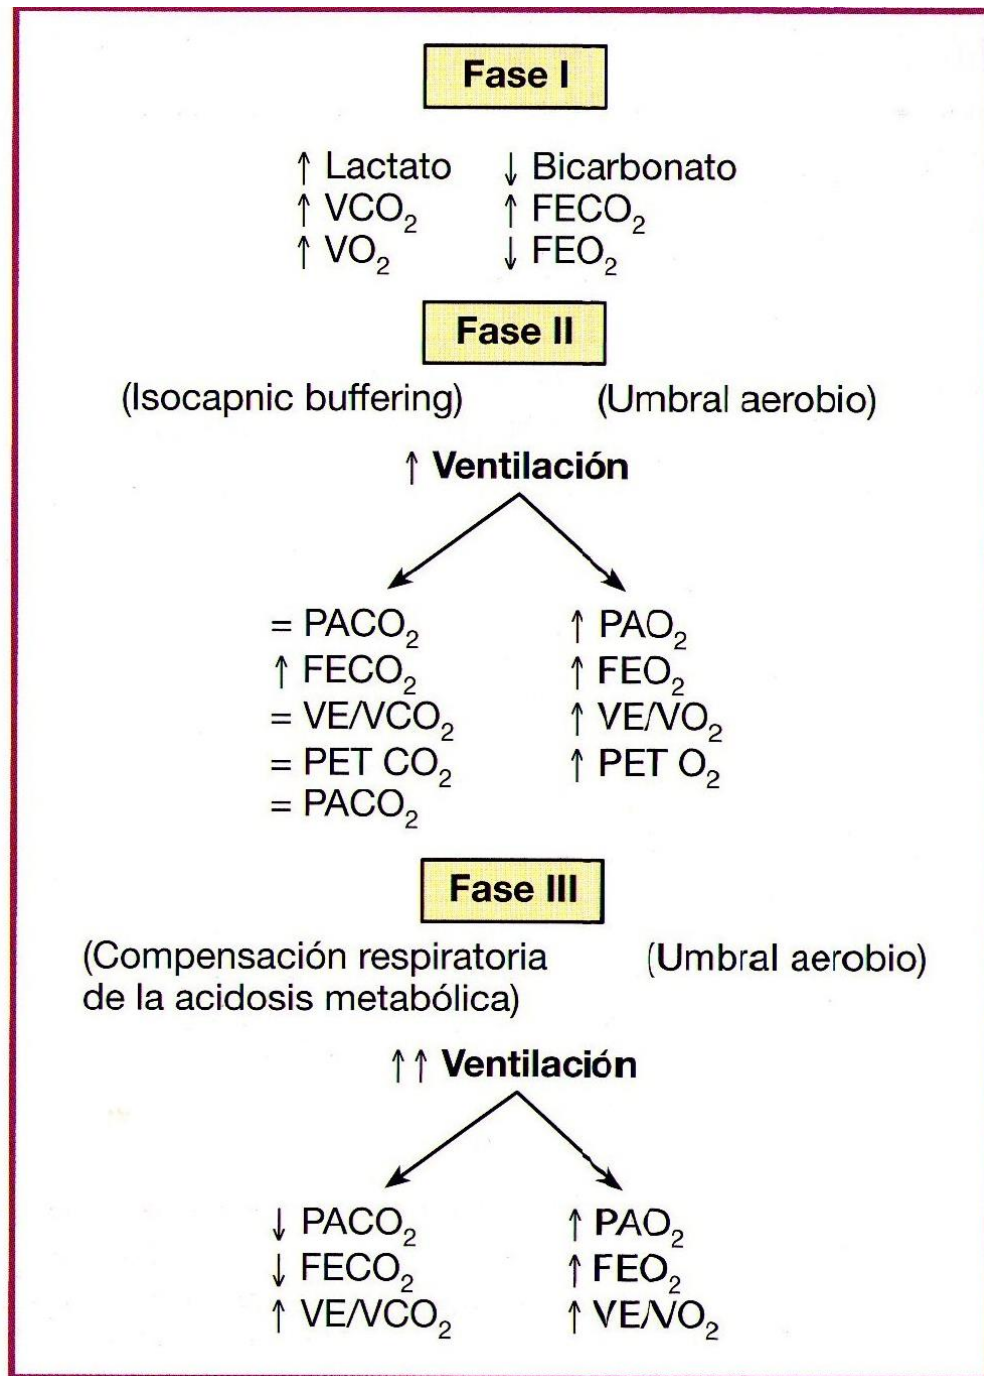 Fase I
↑ Lactato ↓ Bicarbonato
↑ VCO₂ ↑ FECO₂
↑ VO₂ ↓ FEO₂
Fase II
(Isocapnic buffering) (Umbral aerobio)
↑ Ventilación
= PACO₂ ↑ PAO₂
↑ FECO₂ ↑ FEO₂
= VE/VCO₂ ↑ VE/VO₂
= PET CO₂ ↑ PET O₂
= PACO₂
Fase III
(Compensación respiratoria (Umbral aerobio)
de la acidosis metabólica)
↑↑ Ventilación
↓ PACO₂ ↑ PAO₂
↓ FECO₂ ↑ FEO₂
↑ VE/VCO₂ ↑ VE/VO₂